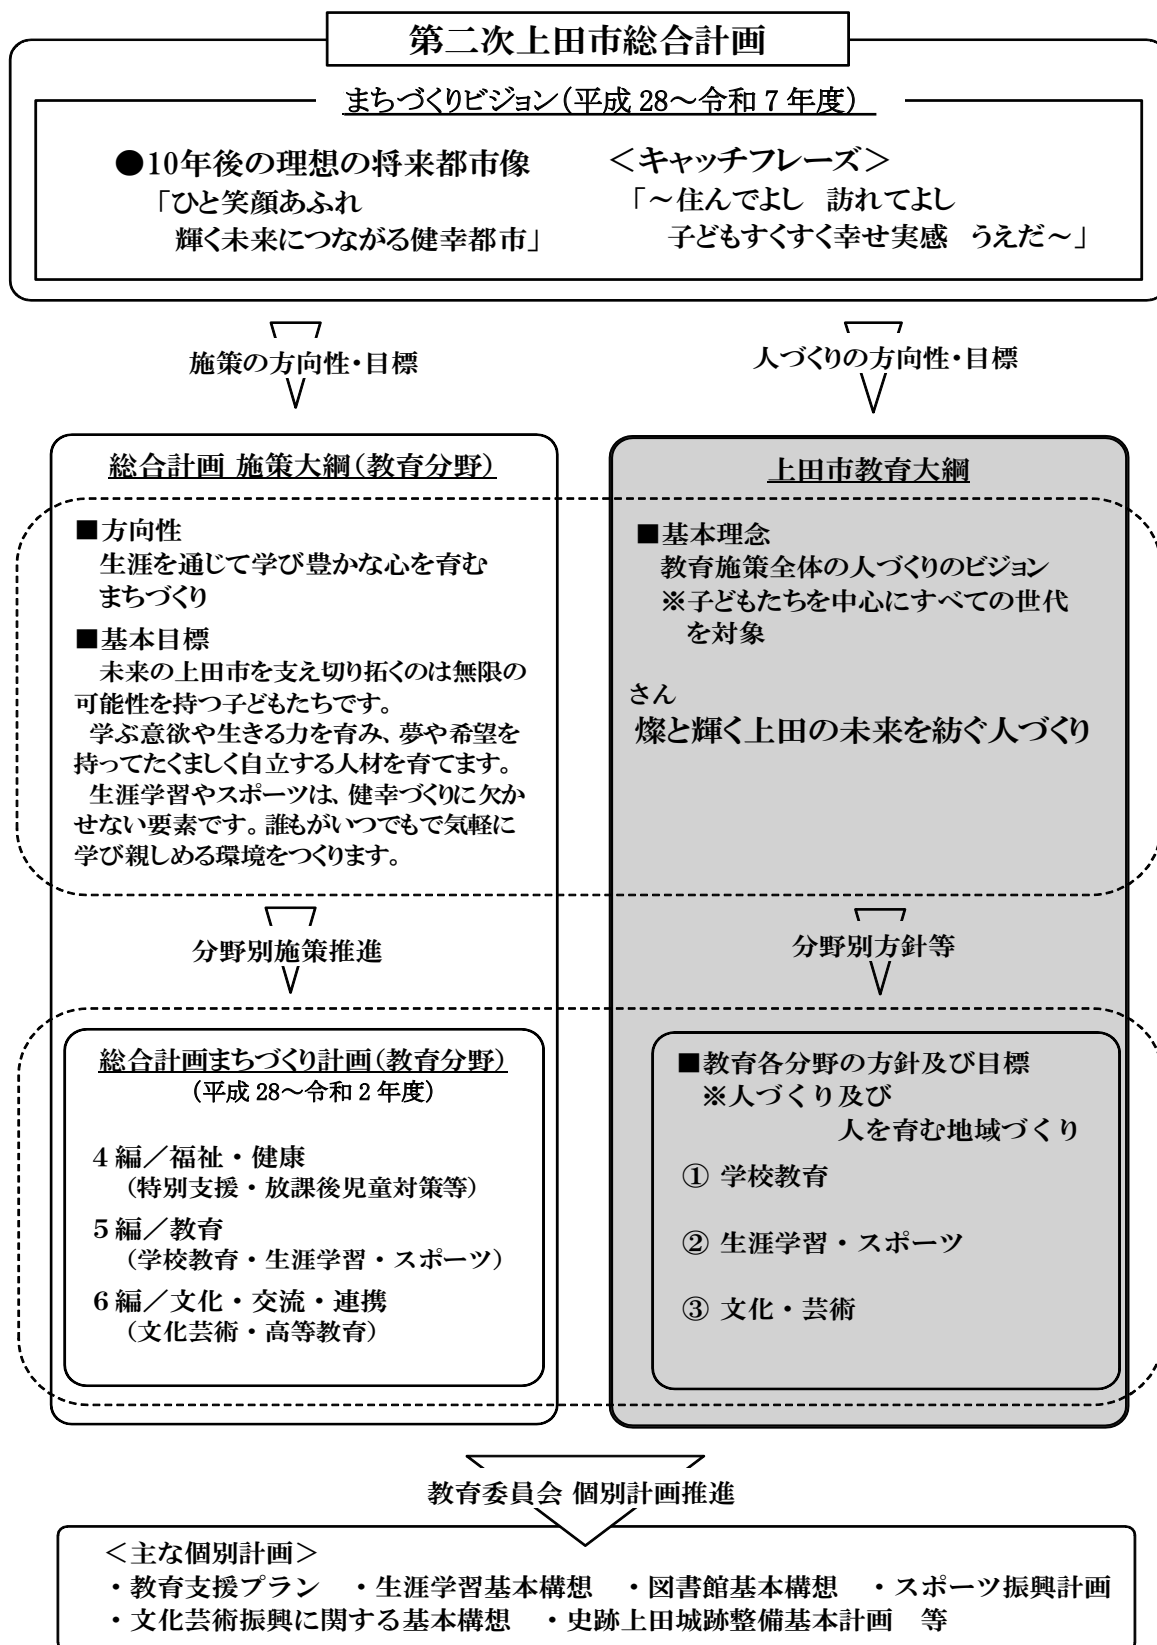 第二次上田市総合計画
まちづくりビジョン(平成 28～令和 7 年度)
●10年後の理想の将来都市像
「ひと笑顔あふれ
輝く未来につながる健幸都市」
＜キャッチフレーズ＞
「～住んでよし 訪れてよし
子どもすくすく幸せ実感 うえだ～」
施策の方向性・目標
人づくりの方向性・目標
総合計画 施策大綱(教育分野)
■方向性
生涯を通じて学び豊かな心を育む
まちづくり
■基本目標
未来の上田市を支え切り拓くのは無限の
可能性を持つ子どもたちです。
学ぶ意欲や生きる力を育み、夢や希望を
持ってたくましく自立する人材を育てます。
生涯学習やスポーツは、健幸づくりに欠か
せない要素です。誰もがいつでもで気軽に
学び親しめる環境をつくります。
上田市教育大綱
■基本理念
教育施策全体の人づくりのビジョン
※子どもたちを中心にすべての世代
を対象
さん
燦と輝く上田の未来を紡ぐ人づくり
分野別施策推進
分野別方針等
総合計画まちづくり計画(教育分野)
(平成 28～令和 2 年度)
4 編／福祉・健康
(特別支援・放課後児童対策等)
5 編／教育
(学校教育・生涯学習・スポーツ)
6 編／文化・交流・連携
(文化芸術・高等教育)
■教育各分野の方針及び目標
※人づくり及び
人を育む地域づくり
① 学校教育
② 生涯学習・スポーツ
③ 文化・芸術
教育委員会 個別計画推進
＜主な個別計画＞
・教育支援プラン ・生涯学習基本構想 ・図書館基本構想 ・スポーツ振興計画
・文化芸術振興に関する基本構想 ・史跡上田城跡整備基本計画 等